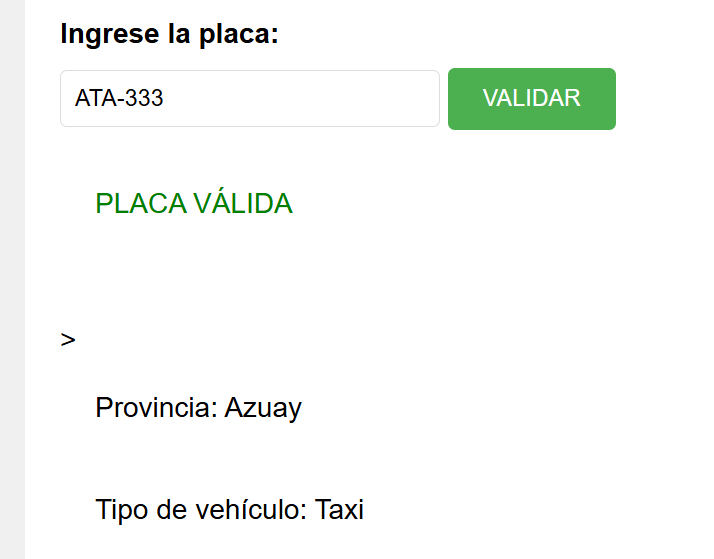 Ingrese la placa:
ATA-333
VALIDAR
PLACA VÁLIDA
>
Provincia: Azuay
Tipo de vehículo: Taxi